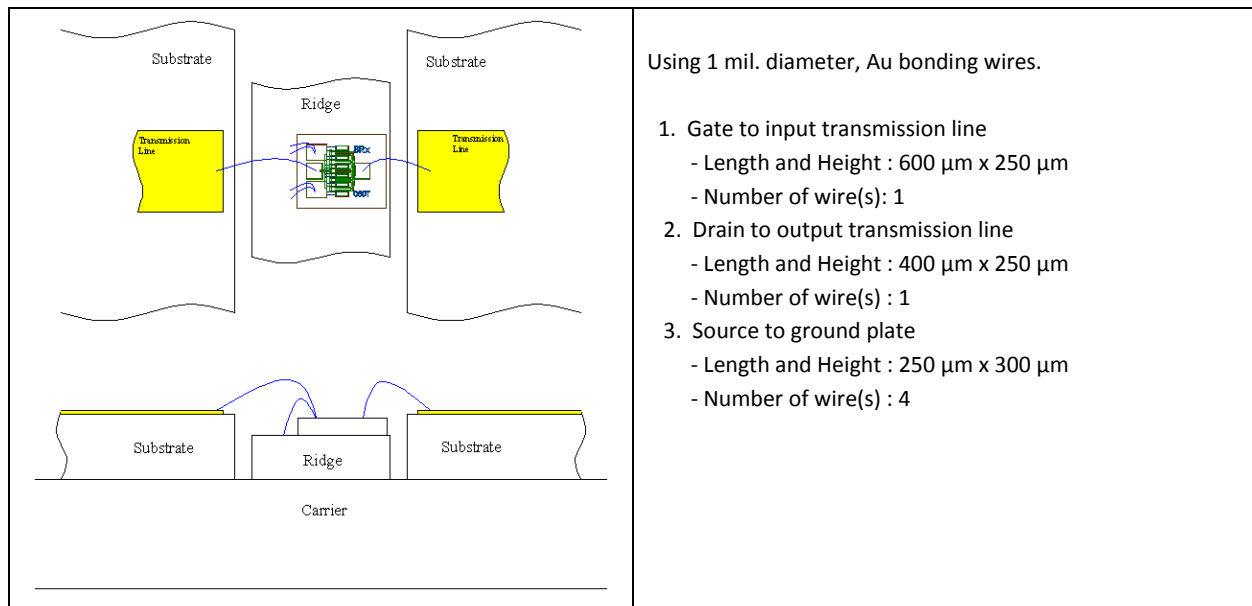 Substrate
Substrate
Ridge
Transmission
Line
Transmission
Line
Substrate
Ridge
Substrate
Carrier
Using 1 mil. diameter, Au bonding wires.
1. Gate to input transmission line
- Length and Height : 600 µm x 250 µm
- Number of wire(s): 1
2. Drain to output transmission line
- Length and Height : 400 µm x 250 µm
- Number of wire(s) : 1
3. Source to ground plate
- Length and Height : 250 µm x 300 µm
- Number of wire(s) : 4